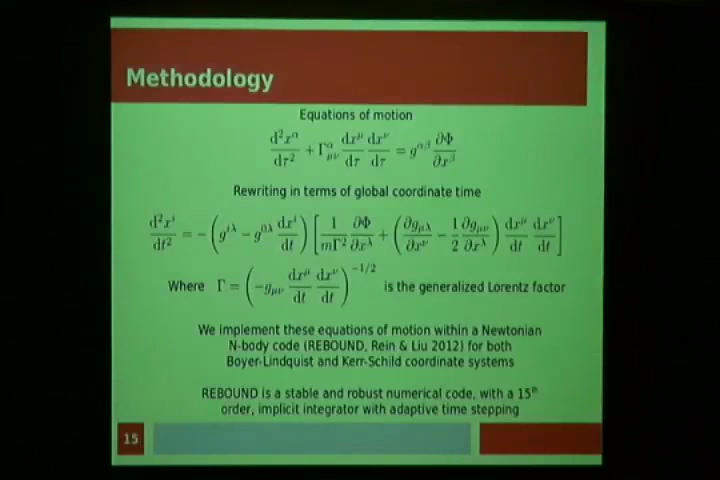 Methodology
Equations of motion
d²x^α/dτ² + Γ^α_μν dx^μ/dτ dx^ν/dτ = g^αβ ∂Φ/∂x^β
Rewriting in terms of global coordinate time
d²x^i/dt² = −(g^iλ − g^0λ dx^i/dt) [1/(mΓ²) ∂Φ/∂x^λ + (∂g_μλ/∂x^ν − 1/2 ∂g_μν/∂x^λ) dx^μ/dt dx^ν/dt]
Where Γ = (−g_μν dx^μ/dt dx^ν/dt)^−1/2 is the generalized Lorentz factor
We implement these equations of motion within a Newtonian
N-body code (REBOUND, Rein & Liu 2012) for both
Boyer-Lindquist and Kerr-Schild coordinate systems
REBOUND is a stable and robust numerical code, with a 15th
order, implicit integrator with adaptive time stepping
15